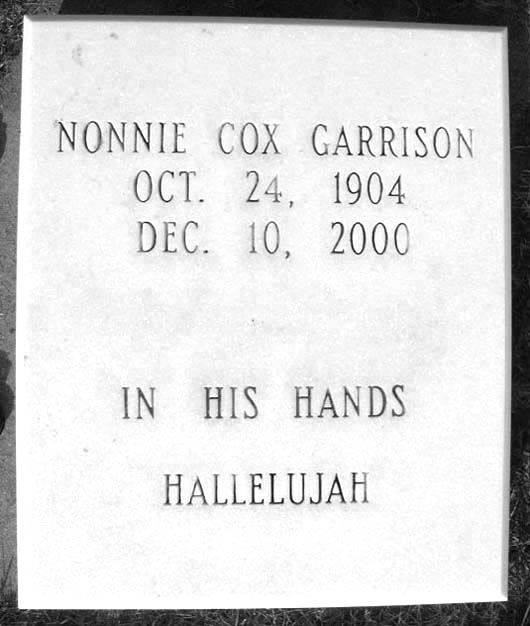 NONNIE COX GARRISON
OCT. 24, 1904
DEC. 10, 2000
IN HIS HANDS
HALLELUJAH